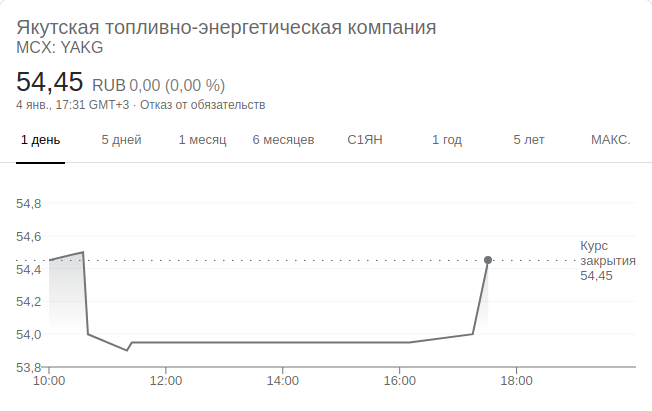 Якутская топливно-энергетическая компания
MCX: YAKG
54,45 RUB 0,00 (0,00 %)
4 янв., 17:31 GMT+3 · Отказ от обязательств
1 день 5 дней 1 месяц 6 месяцев С1ЯН 1 год 5 лет МАКС.
54,8
54,6
54,4
54,2
54,0
53,8
Курс
закрытия
54,45
10:00 12:00 14:00 16:00 18:00